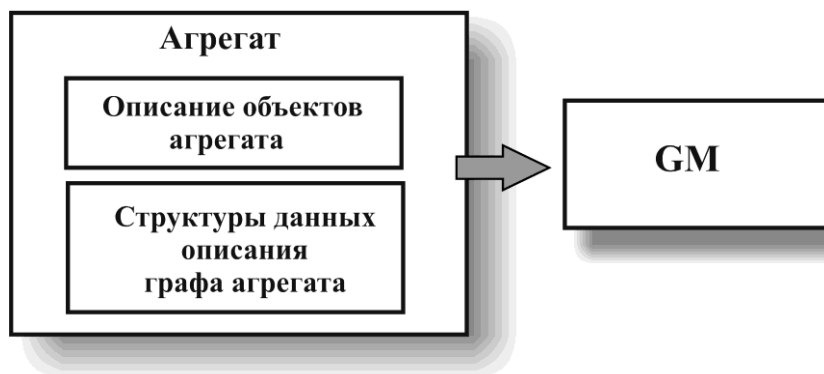 Агрегат
Описание объектов
агрегата
Структуры данных
описания
графа агрегата
GM